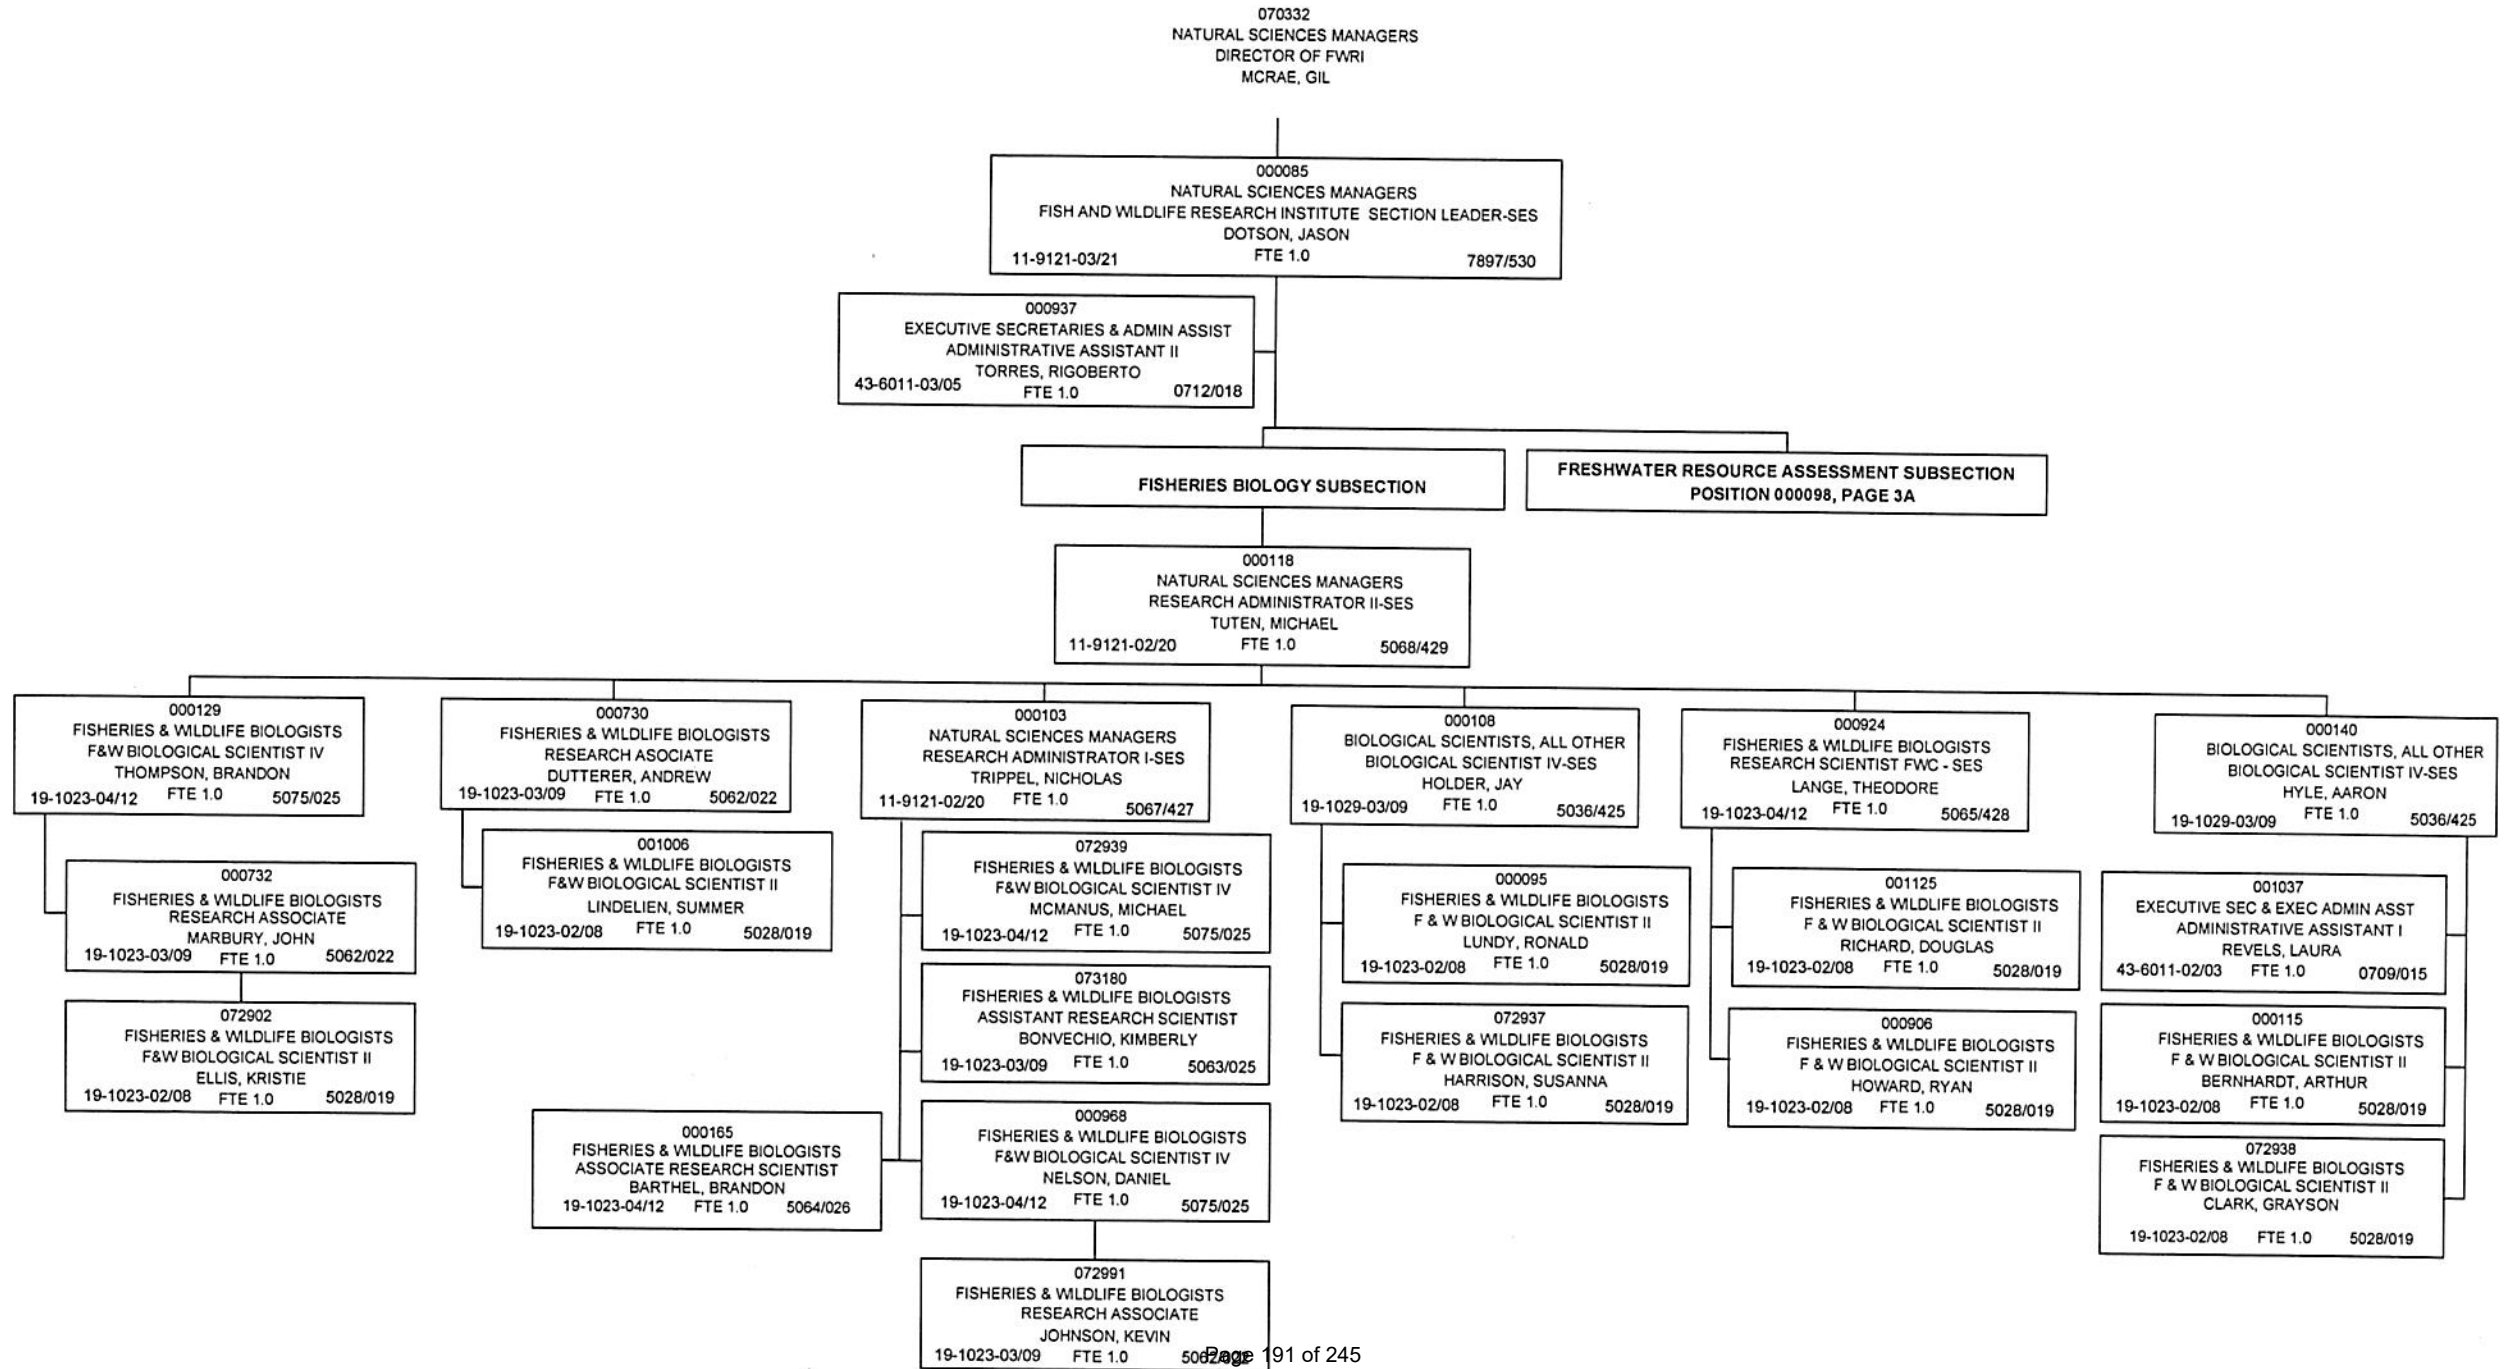 070332
NATURAL SCIENCES MANAGERS
DIRECTOR OF FWRI
MCRAE, GIL
000085
NATURAL SCIENCES MANAGERS
FISH AND WILDLIFE RESEARCH INSTITUTE SECTION LEADER-SES
DOTSON, JASON
11-9121-03/21 FTE 1.0 7897/530
000937
EXECUTIVE SECRETARIES & ADMIN ASSIST
ADMINISTRATIVE ASSISTANT II
TORRES, RIGOBERTO
43-6011-03/05 FTE 1.0 0712/018
FISHERIES BIOLOGY SUBSECTION
FRESHWATER RESOURCE ASSESSMENT SUBSECTION
POSITION 000098, PAGE 3A
000118
NATURAL SCIENCES MANAGERS
RESEARCH ADMINISTRATOR II-SES
TUTEN, MICHAEL
11-9121-02/20 FTE 1.0 5068/429
000129
FISHERIES & WILDLIFE BIOLOGISTS
F&W BIOLOGICAL SCIENTIST IV
THOMPSON, BRANDON
19-1023-04/12 FTE 1.0 5075/025
000732
FISHERIES & WILDLIFE BIOLOGISTS
RESEARCH ASSOCIATE
MARBURY, JOHN
19-1023-03/09 FTE 1.0 5062/022
072902
FISHERIES & WILDLIFE BIOLOGISTS
F&W BIOLOGICAL SCIENTIST II
ELLIS, KRISTIE
19-1023-02/08 FTE 1.0 5028/019
000730
FISHERIES & WILDLIFE BIOLOGISTS
RESEARCH ASOCIATE
DUTTERER, ANDREW
19-1023-03/09 FTE 1.0 5062/022
001006
FISHERIES & WILDLIFE BIOLOGISTS
F&W BIOLOGICAL SCIENTIST II
LINDELIEN, SUMMER
19-1023-02/08 FTE 1.0 5028/019
000103
NATURAL SCIENCES MANAGERS
RESEARCH ADMINISTRATOR I-SES
TRIPPEL, NICHOLAS
11-9121-02/20 FTE 1.0 5067/427
072939
FISHERIES & WILDLIFE BIOLOGISTS
F&W BIOLOGICAL SCIENTIST IV
MCMANUS, MICHAEL
19-1023-04/12 FTE 1.0 5075/025
073180
FISHERIES & WILDLIFE BIOLOGISTS
ASSISTANT RESEARCH SCIENTIST
BONVECHIO, KIMBERLY
19-1023-03/09 FTE 1.0 5063/025
000165
FISHERIES & WILDLIFE BIOLOGISTS
ASSOCIATE RESEARCH SCIENTIST
BARTHEL, BRANDON
19-1023-04/12 FTE 1.0 5064/026
000968
FISHERIES & WILDLIFE BIOLOGISTS
F&W BIOLOGICAL SCIENTIST IV
NELSON, DANIEL
19-1023-04/12 FTE 1.0 5075/025
072991
FISHERIES & WILDLIFE BIOLOGISTS
RESEARCH ASSOCIATE
JOHNSON, KEVIN
19-1023-03/09 FTE 1.0
000108
BIOLOGICAL SCIENTISTS, ALL OTHER
BIOLOGICAL SCIENTIST IV-SES
HOLDER, JAY
19-1029-03/09 FTE 1.0 5036/425
000095
FISHERIES & WILDLIFE BIOLOGISTS
F & W BIOLOGICAL SCIENTIST II
LUNDY, RONALD
19-1023-02/08 FTE 1.0 5028/019
072937
FISHERIES & WILDLIFE BIOLOGISTS
F & W BIOLOGICAL SCIENTIST II
HARRISON, SUSANNA
19-1023-02/08 FTE 1.0 5028/019
000924
FISHERIES & WILDLIFE BIOLOGISTS
RESEARCH SCIENTIST FWC - SES
LANGE, THEODORE
19-1023-04/12 FTE 1.0 5065/428
001125
FISHERIES & WILDLIFE BIOLOGISTS
F & W BIOLOGICAL SCIENTIST II
RICHARD, DOUGLAS
19-1023-02/08 FTE 1.0 5028/019
000906
FISHERIES & WILDLIFE BIOLOGISTS
F & W BIOLOGICAL SCIENTIST II
HOWARD, RYAN
19-1023-02/08 FTE 1.0 5028/019
000140
BIOLOGICAL SCIENTISTS, ALL OTHER
BIOLOGICAL SCIENTIST IV-SES
HYLE, AARON
19-1029-03/09 FTE 1.0 5036/425
001037
EXECUTIVE SEC & EXEC ADMIN ASST
ADMINISTRATIVE ASSISTANT I
REVELS, LAURA
43-6011-02/03 FTE 1.0 0709/015
000115
FISHERIES & WILDLIFE BIOLOGISTS
F & W BIOLOGICAL SCIENTIST II
BERNHARDT, ARTHUR
19-1023-02/08 FTE 1.0 5028/019
072938
FISHERIES & WILDLIFE BIOLOGISTS
F & W BIOLOGICAL SCIENTIST II
CLARK, GRAYSON
19-1023-02/08 FTE 1.0 5028/019
Page 191 of 245